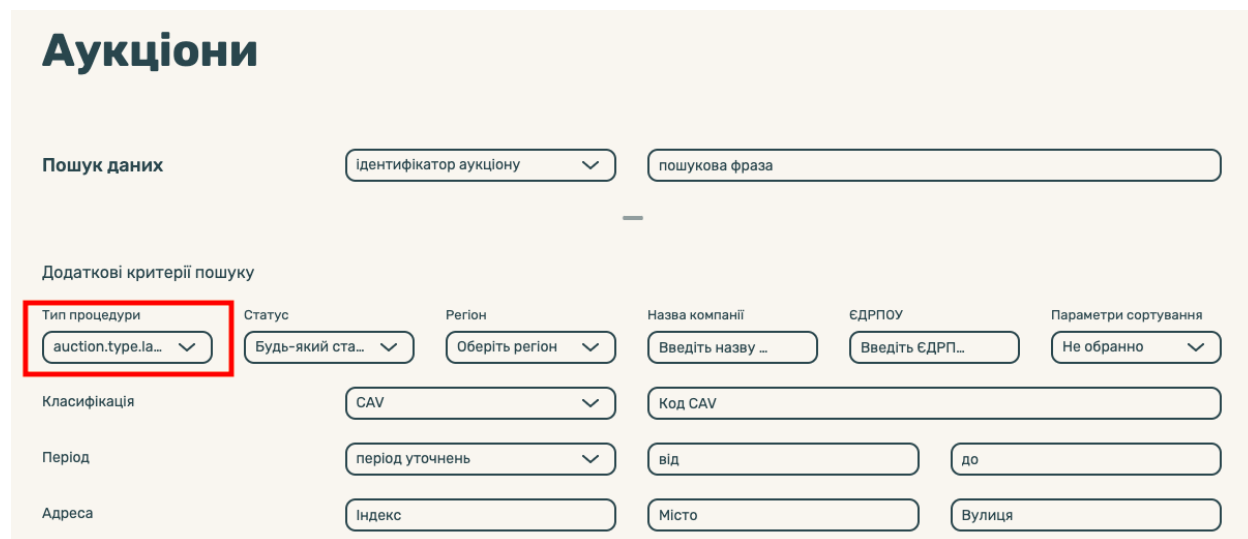 Аукціони
Пошук даних ідентифікатор аукціону пошукова фраза
Додаткові критерії пошуку
Тип процедури Статус Регіон Назва компанії ЄДРПОУ Параметри сортування
auction.type.la... Будь-який ста... Оберіть регіон Введіть назву ... Введіть ЄДРП... Не обранно
Класифікація CAV Код CAV
Період період уточнень від до
Адреса Індекс Місто Вулиця